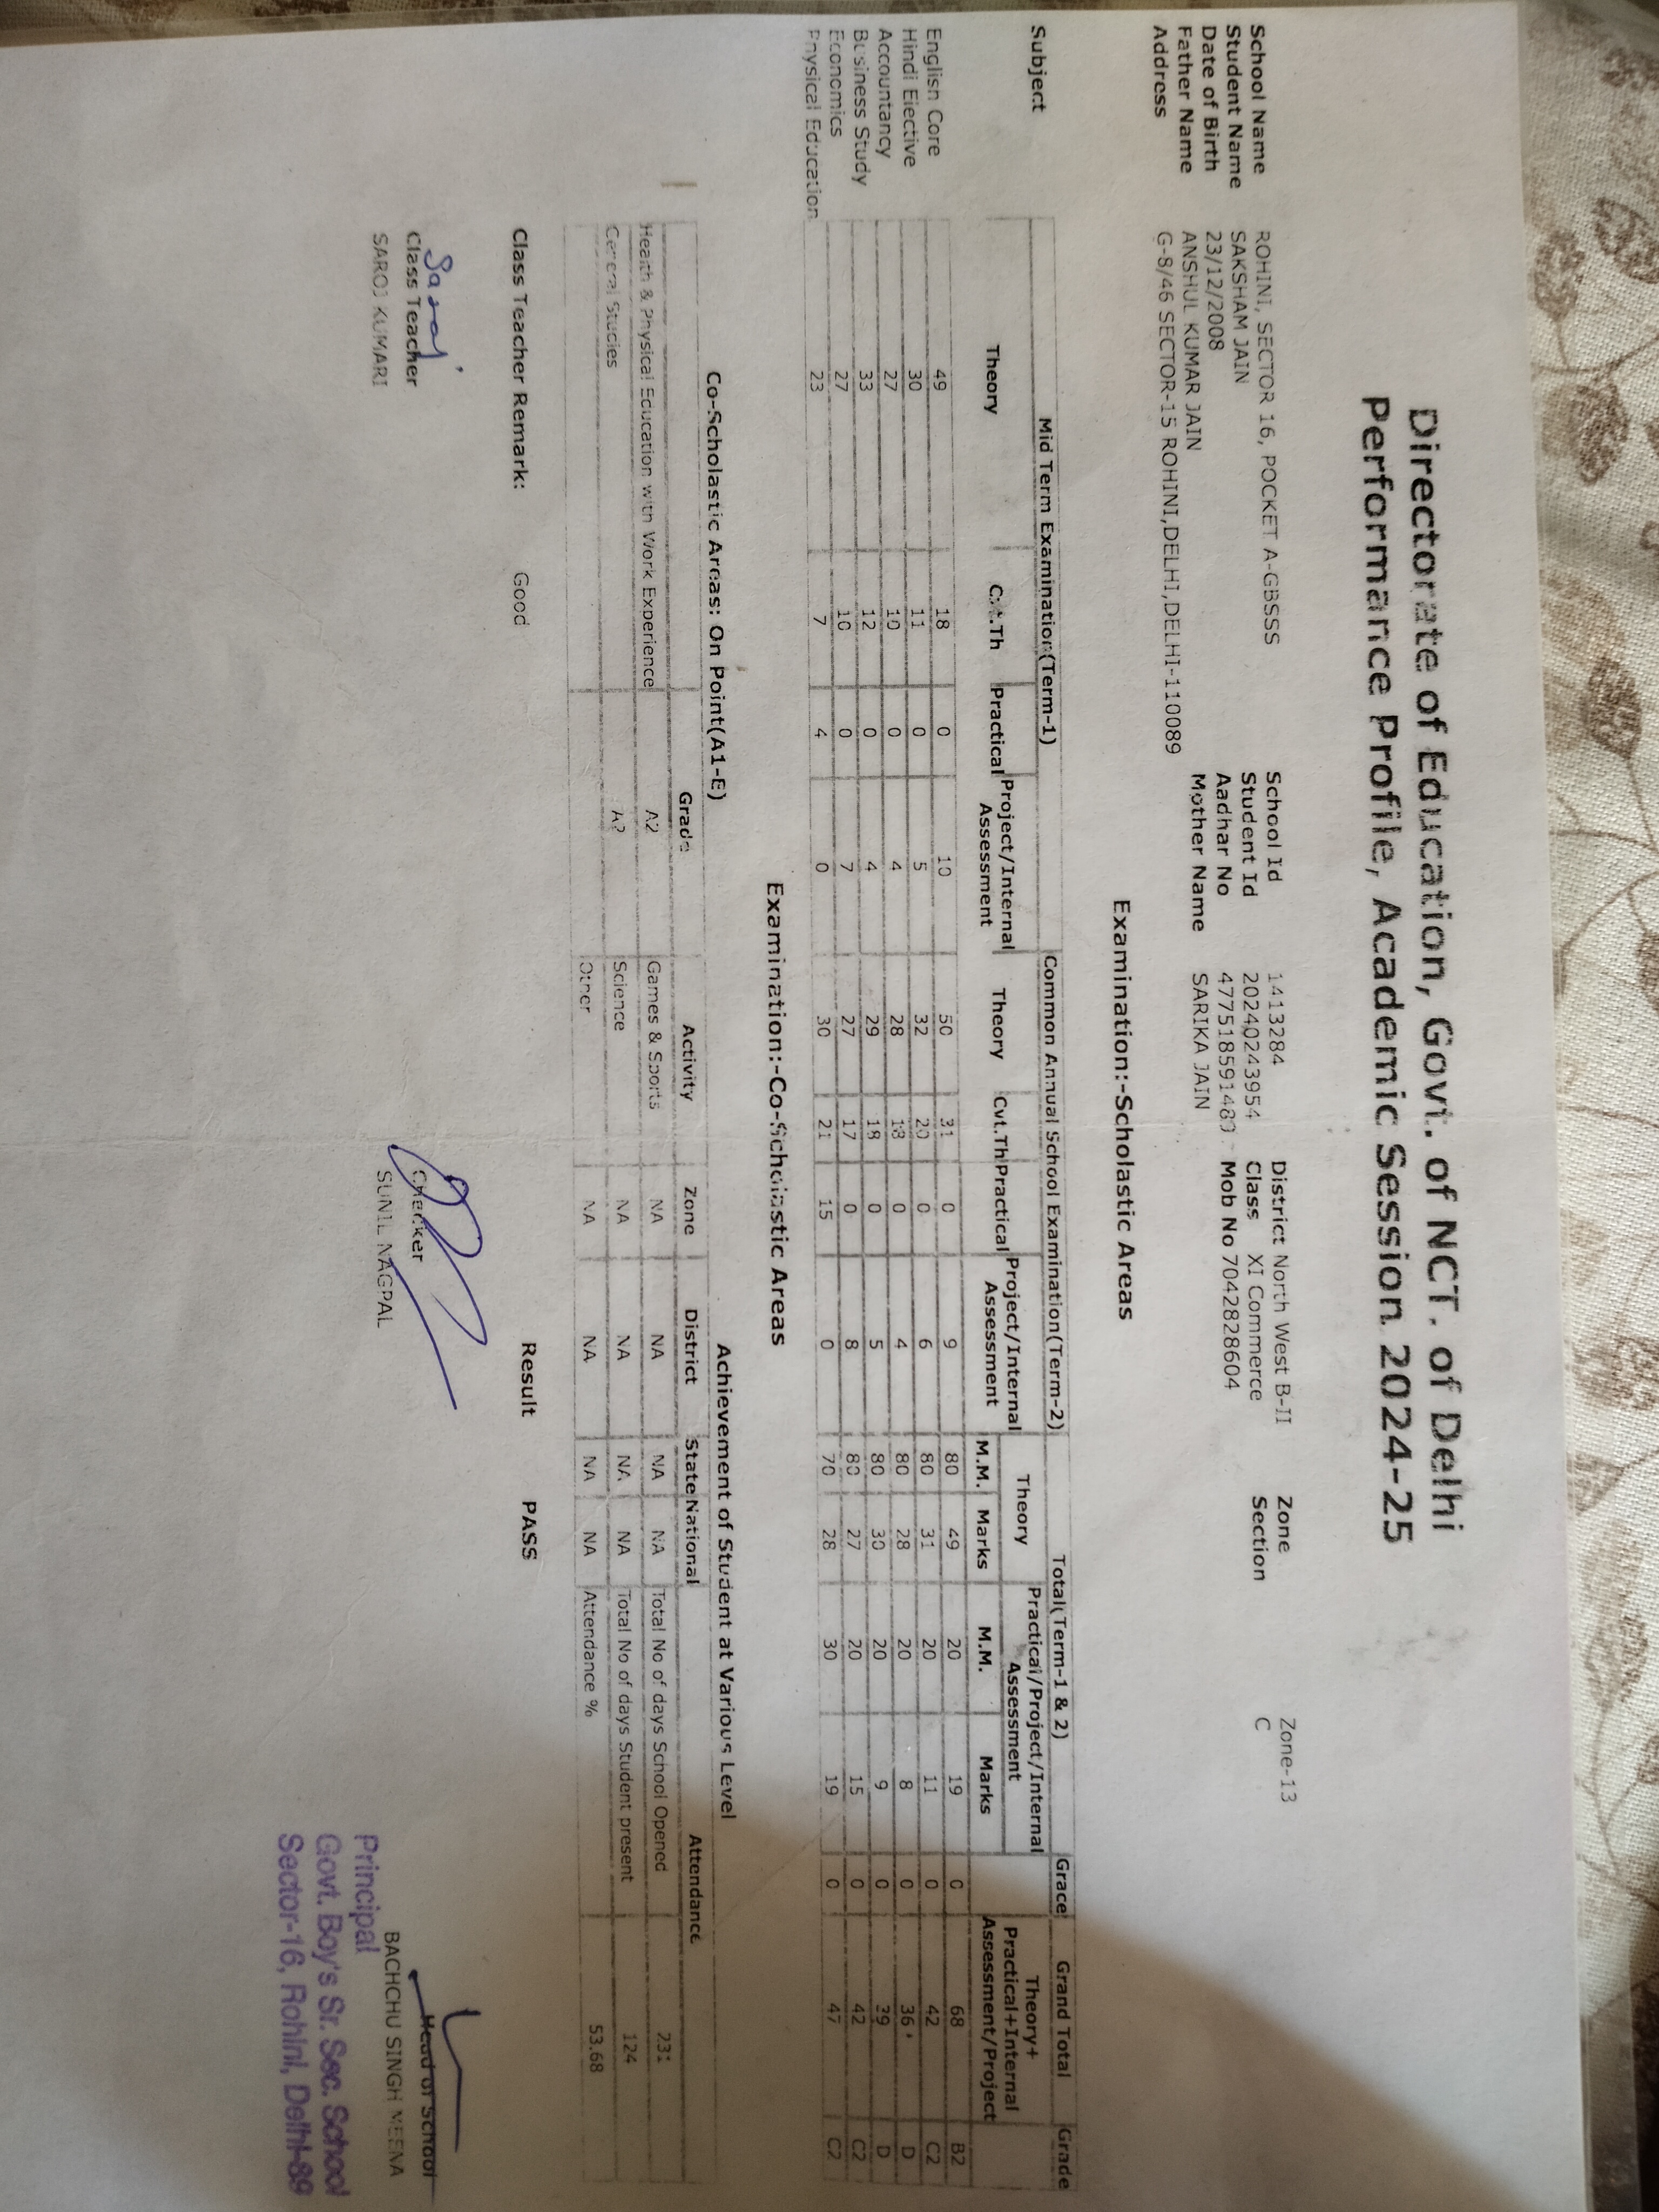 Directorate of Education, Govt. of NCT. of Delhi
Performance Profile, Academic Session 2024-25
School Name ROHINI, SECTOR 16, POCKET A-GBSSS School Id 1413284 District North West B-II Zone Zone-13
Student Name SAKSHAM JAIN Student Id 20240243954 Class XI Commerce Section C
Date of Birth 23/12/2008 Aadhar No Mob No 7042828604
Father Name ANSHUL KUMAR JAIN Mother Name SARIKA JAIN
Address G-8/46 SECTOR-15 ROHINI,DELHI,DELHI,DELHI-110089
Examination:-Scholastic Areas
Subject Mid Term Examination(Term-1) Common Annual School Examination(Term-2) Total(Term-1 & 2) Grace Grand Total Grade
Theory Cvt.Th Practical Project/Internal Assessment Theory Cvt.Th Practical Project/Internal Assessment Theory Practical/Project/Internal Assessment Theory+ Practical+Internal Assessment/Project
M.M. Marks M.M. Marks
English Core 49 18 0 10 50 31 0 9 80 49 20 19 0 68 B2
Hindi Elective 30 11 0 5 32 20 0 6 80 31 20 11 0 42 C2
Accountancy 27 10 0 4 28 18 0 4 80 28 20 8 0 36 D
Business Study 33 12 0 4 29 18 0 5 80 30 20 9 0 39 D
Economics 27 10 0 7 27 17 0 8 80 27 20 15 0 42 C2
Physical Education 23 7 4 0 30 21 15 0 70 28 30 19 0 47 C2
Examination:-Co-Scholastic Areas
Co-Scholastic Areas: On Point(A1-E) Achievement of Student at Various Level
Grade Activity Zone District State National Attendance
Health & Physical Education with Work Experience A2 Games & Sports NA NA NA NA Total No of days School Opened 231
General Studies A2 Science NA NA NA NA Total No of days Student present 124
Other NA NA NA NA Attendance % 53.68
Class Teacher Remark: Good Result PASS
Saroj
Class Teacher Checker Head of School
SAROJ KUMARI SUNIL NAGPAL BACHCHU SINGH MEENA
Principal
Govt. Boy's Sr. Sec. School
Sector-16, Rohini, Delhi-89